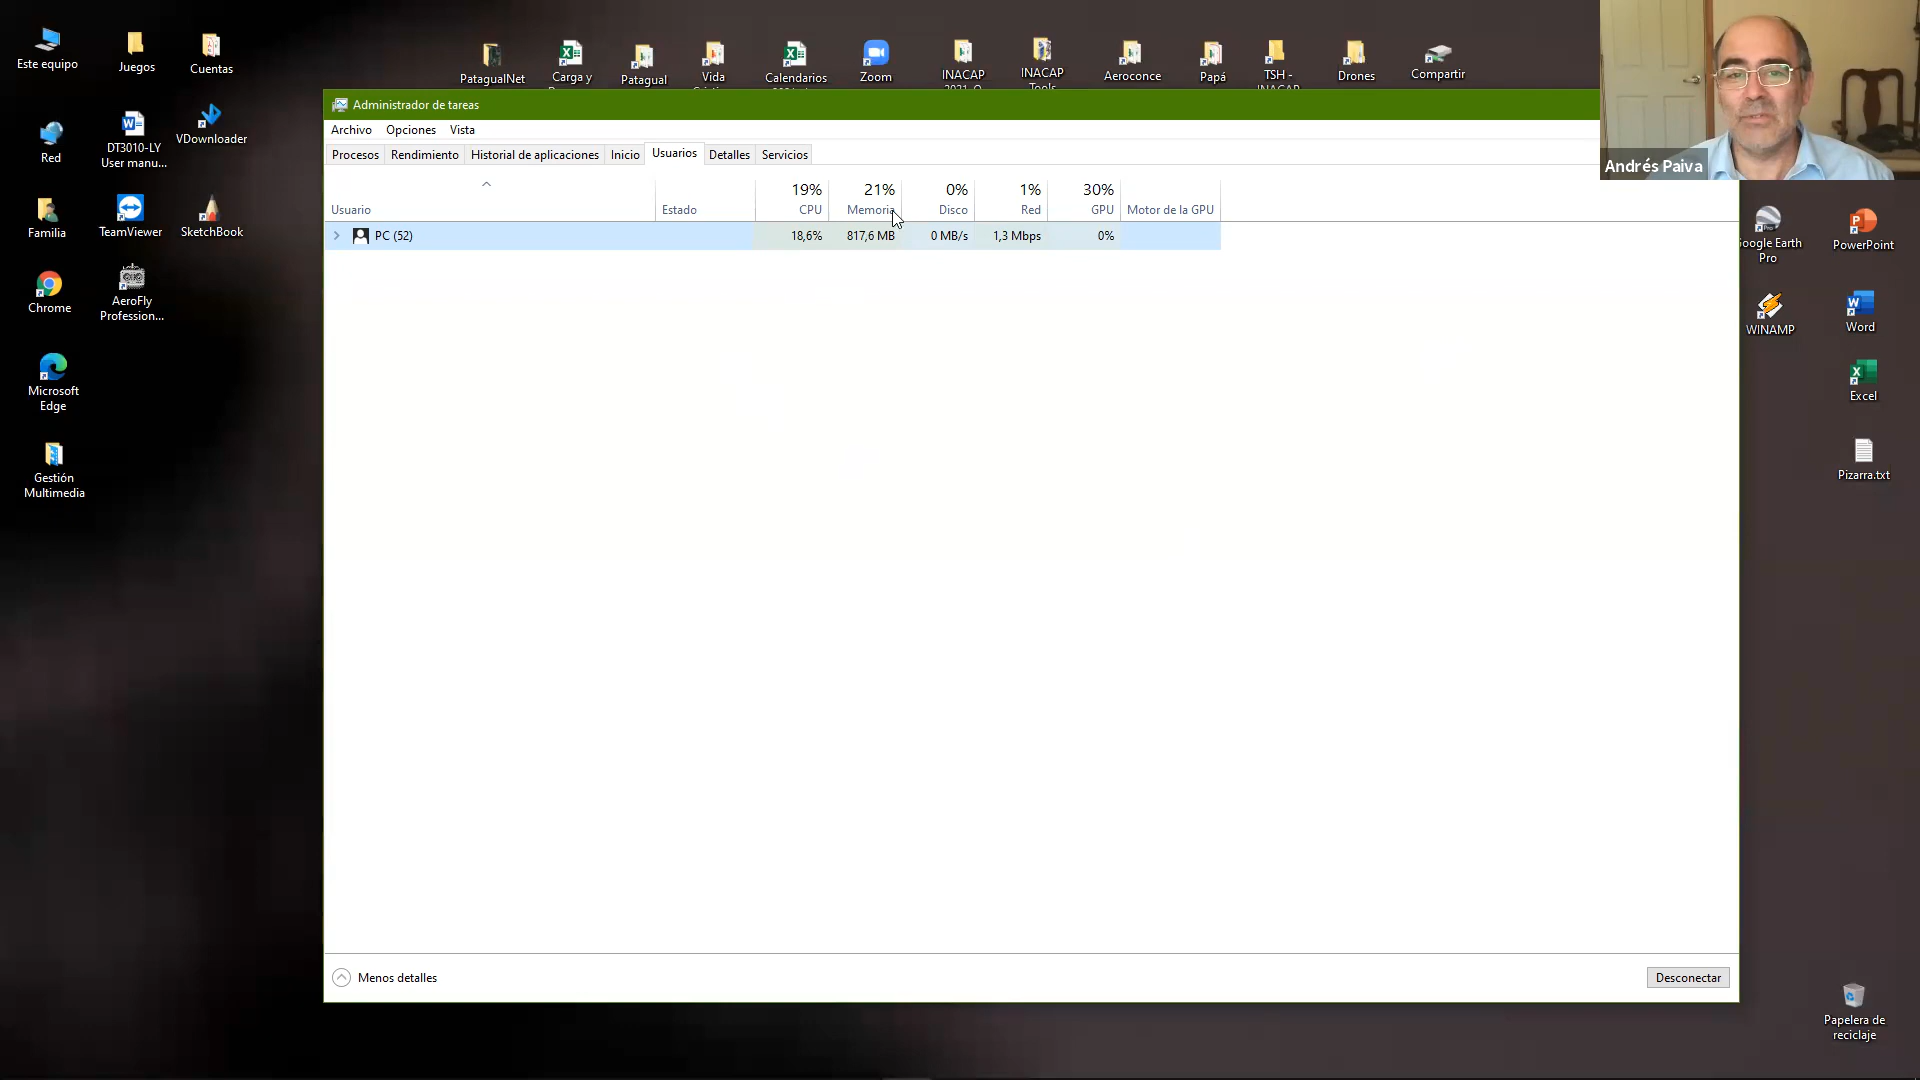 Este equipo
Juegos
Cuentas
PatagualNet
Carga y
Patagual
Vida
Calendarios
Zoom
INACAP
INACAP
Tools
Aeroconce
Papá
TSH -
Drones
Compartir
Andrés Paiva
Administrador de tareas
Archivo Opciones Vista
Procesos Rendimiento Historial de aplicaciones Inicio Usuarios Detalles Servicios
19% 21% 0% 1% 30%
Usuario Estado CPU Memoria Disco Red GPU Motor de la GPU
PC (52) 18,6% 817,6 MB 0 MB/s 1,3 Mbps 0%
Red
DT3010-LY
User manu...
VDownloader
Familia
TeamViewer
SketchBook
Chrome
AeroFly
Profession...
Microsoft
Edge
Gestión
Multimedia
Google Earth
Pro
PowerPoint
WINAMP
Word
Excel
Pizarra.txt
Menos detalles
Desconectar
Papelera de
reciclaje